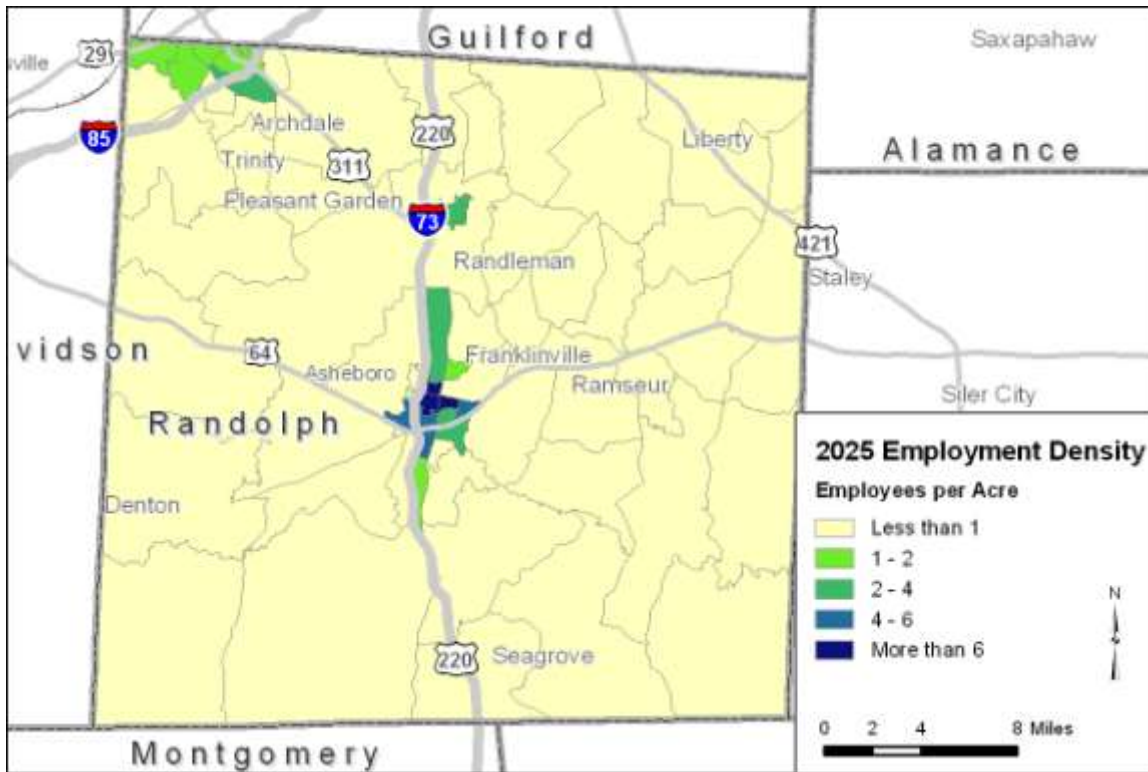 Guilford
Saxapahaw
29
sville
85
Archdale
220
Liberty
Alamance
Trinity
311
Pleasant Garden
73
421
Randleman
Staley
vidson
64
Franklinville
Asheboro
Ramseur
Siler City
Randolph
Denton
220
Seagrove
Montgomery
2025 Employment Density
Employees per Acre
Less than 1
1 - 2
2 - 4
4 - 6
More than 6
N
0 2 4 8 Miles